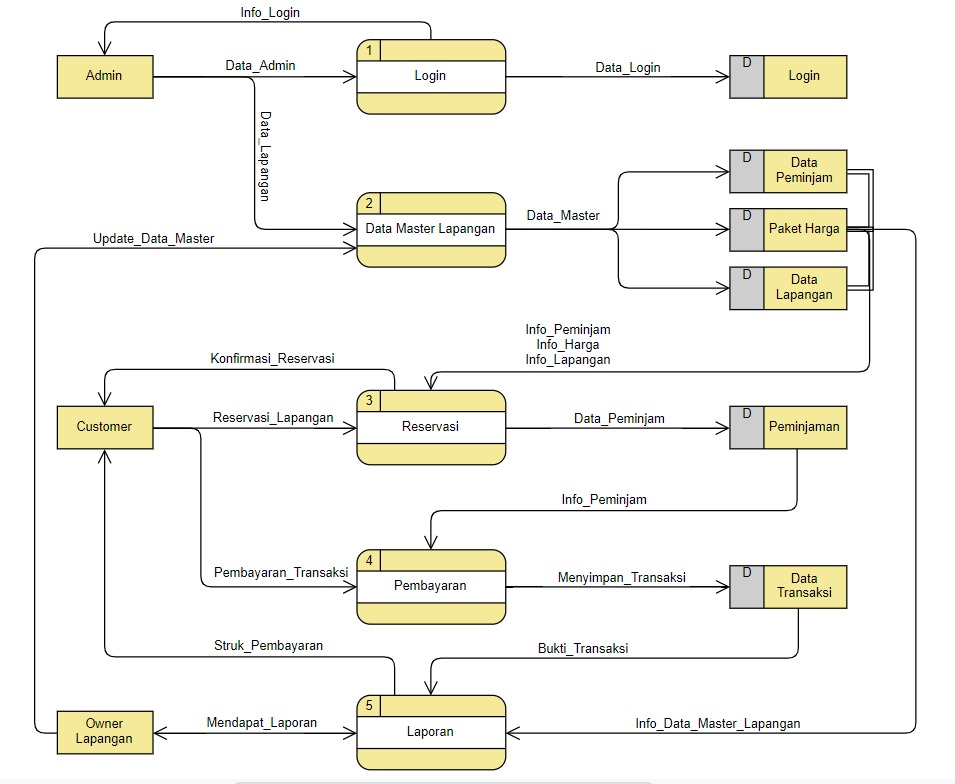 Info_Login
1
Admin
Data_Admin
Login
Data_Login
D
Login
Data_Lapangan
D
Data
Peminjam
2
Data Master Lapangan
Data_Master
D
Paket Harga
Update_Data_Master
D
Data
Lapangan
Info_Peminjam
Info_Harga
Info_Lapangan
Konfirmasi_Reservasi
3
Customer
Reservasi_Lapangan
Reservasi
Data_Peminjam
D
Peminjaman
Info_Peminjam
4
Pembayaran_Transaksi
Pembayaran
Menyimpan_Transaksi
D
Data
Transaksi
Struk_Pembayaran
Bukti_Transaksi
5
Owner
Lapangan
Mendapat_Laporan
Laporan
Info_Data_Master_Lapangan